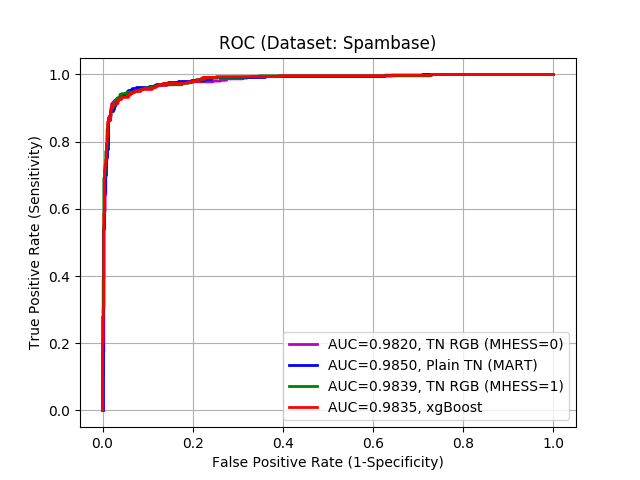 ROC (Dataset: Spambase)
True Positive Rate (Sensitivity)
1.0
0.8
0.6
0.4
0.2
0.0
AUC=0.9820, TN RGB (MHESS=0)
AUC=0.9850, Plain TN (MART)
AUC=0.9839, TN RGB (MHESS=1)
AUC=0.9835, xgBoost
0.0 0.2 0.4 0.6 0.8 1.0
False Positive Rate (1-Specificity)